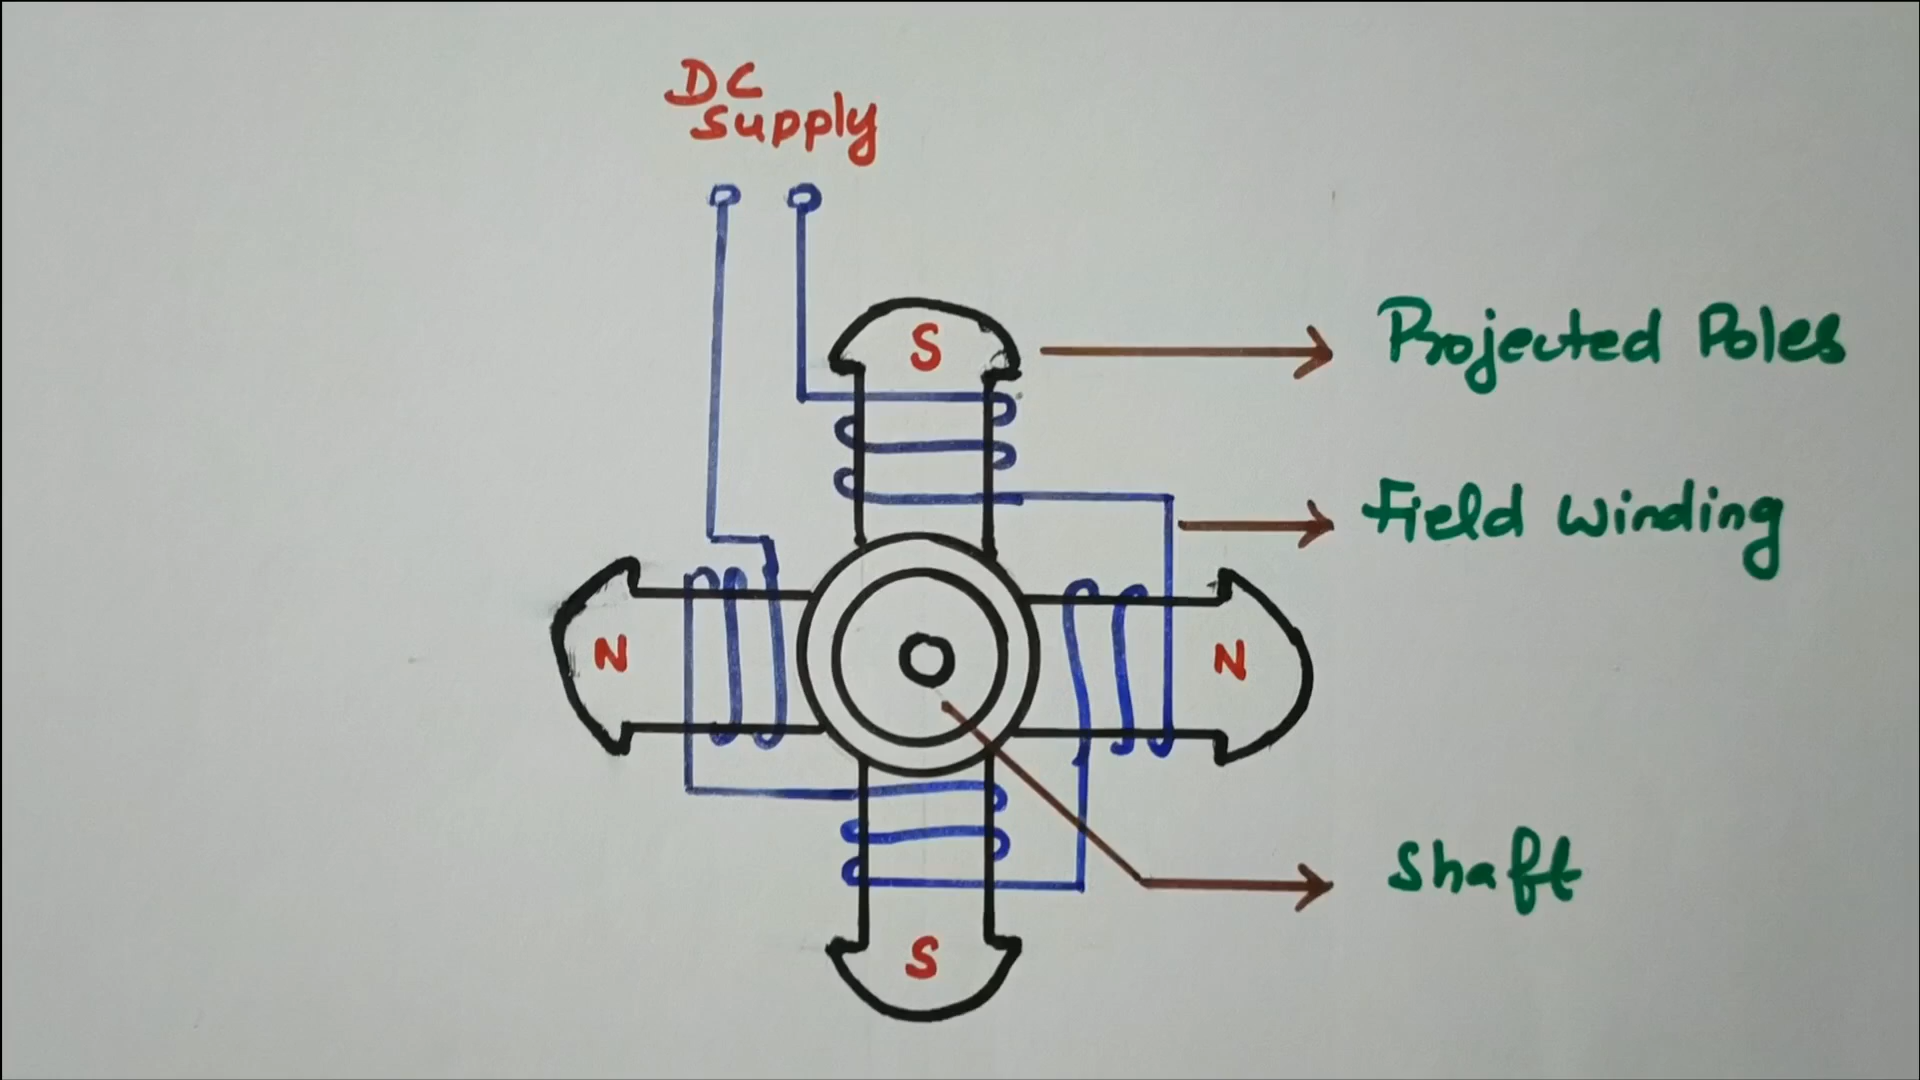 DC
supply
S
Projected Poles
Field winding
N
N
Shaft
S